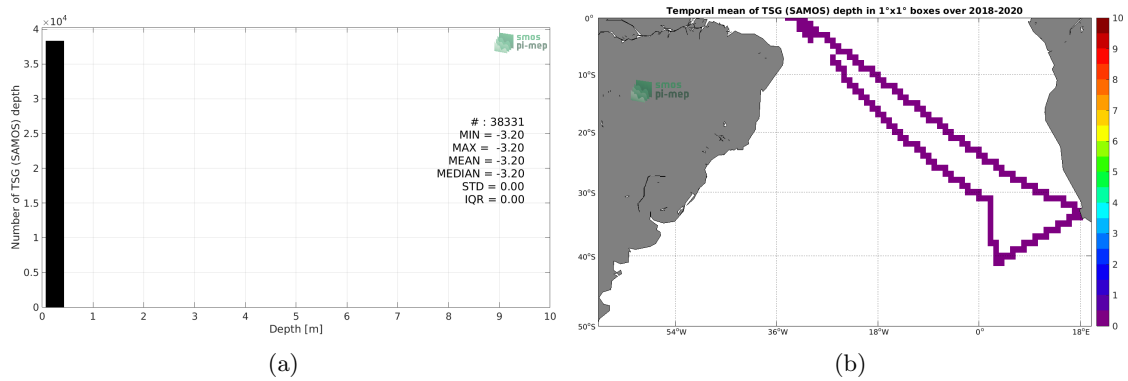 ×10⁴
4
3.5
3
2.5
2
1.5
1
0.5
0
Number of TSG (SAMOS) depth
smos
pi-mep
# : 38331
MIN = -3.20
MAX = -3.20
MEAN = -3.20
MEDIAN = -3.20
STD = 0.00
IQR = 0.00
0 1 2 3 4 5 6 7 8 9 10
Depth [m]
(a)
Temporal mean of TSG (SAMOS) depth in 1°x1° boxes over 2018-2020
0°
10°S
20°S
30°S
40°S
50°S
smos
pi-mep
54°W 36°W 18°W 0° 18°E
10
9
8
7
6
5
4
3
2
1
0
(b)